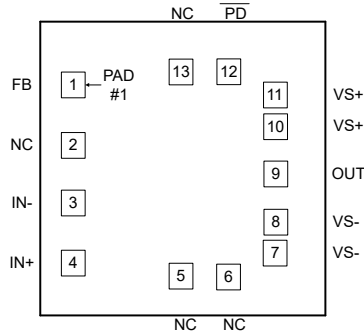 NC PD
FB 1 PAD #1 13 12
11 VS+
10 VS+
NC 2
9 OUT
IN- 3
8 VS-
7 VS-
IN+ 4
5 6
NC NC